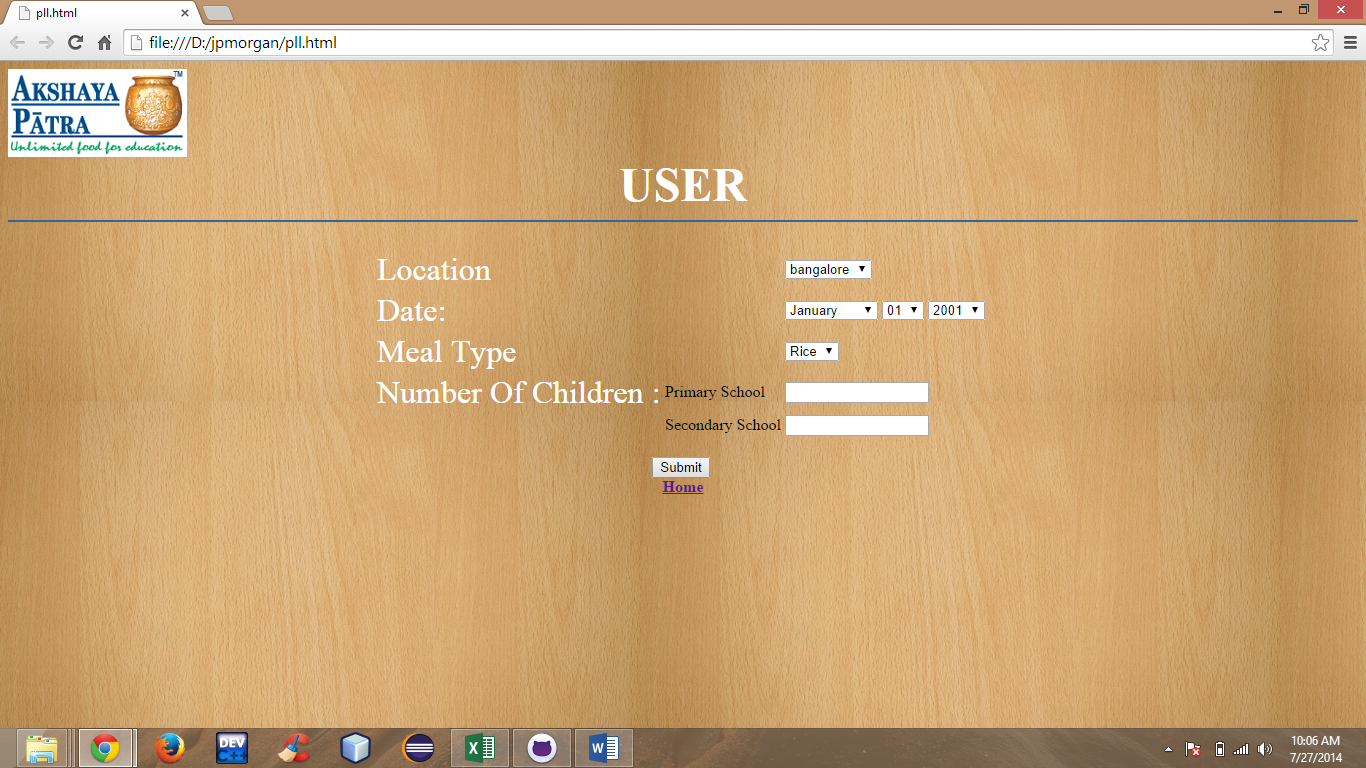 pll.html
file:///D:/jpmorgan/pll.html
AKSHAYA TM
PĀTRA
Unlimited food for education
USER
Location bangalore
Date: January 01 2001
Meal Type Rice
Number Of Children : Primary School
Secondary School
Submit
Home
DEV
C++
X
W
10:06 AM
7/27/2014